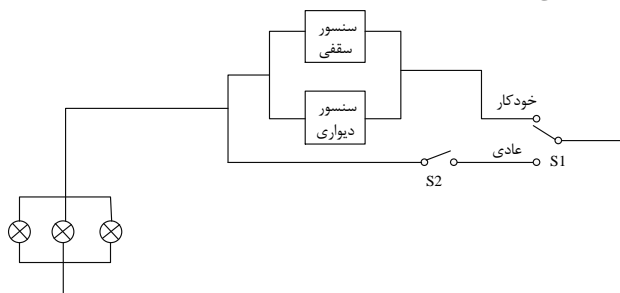 سنسور
سقفی
سنسور
دیواری
خودکار
عادی
S1
S2